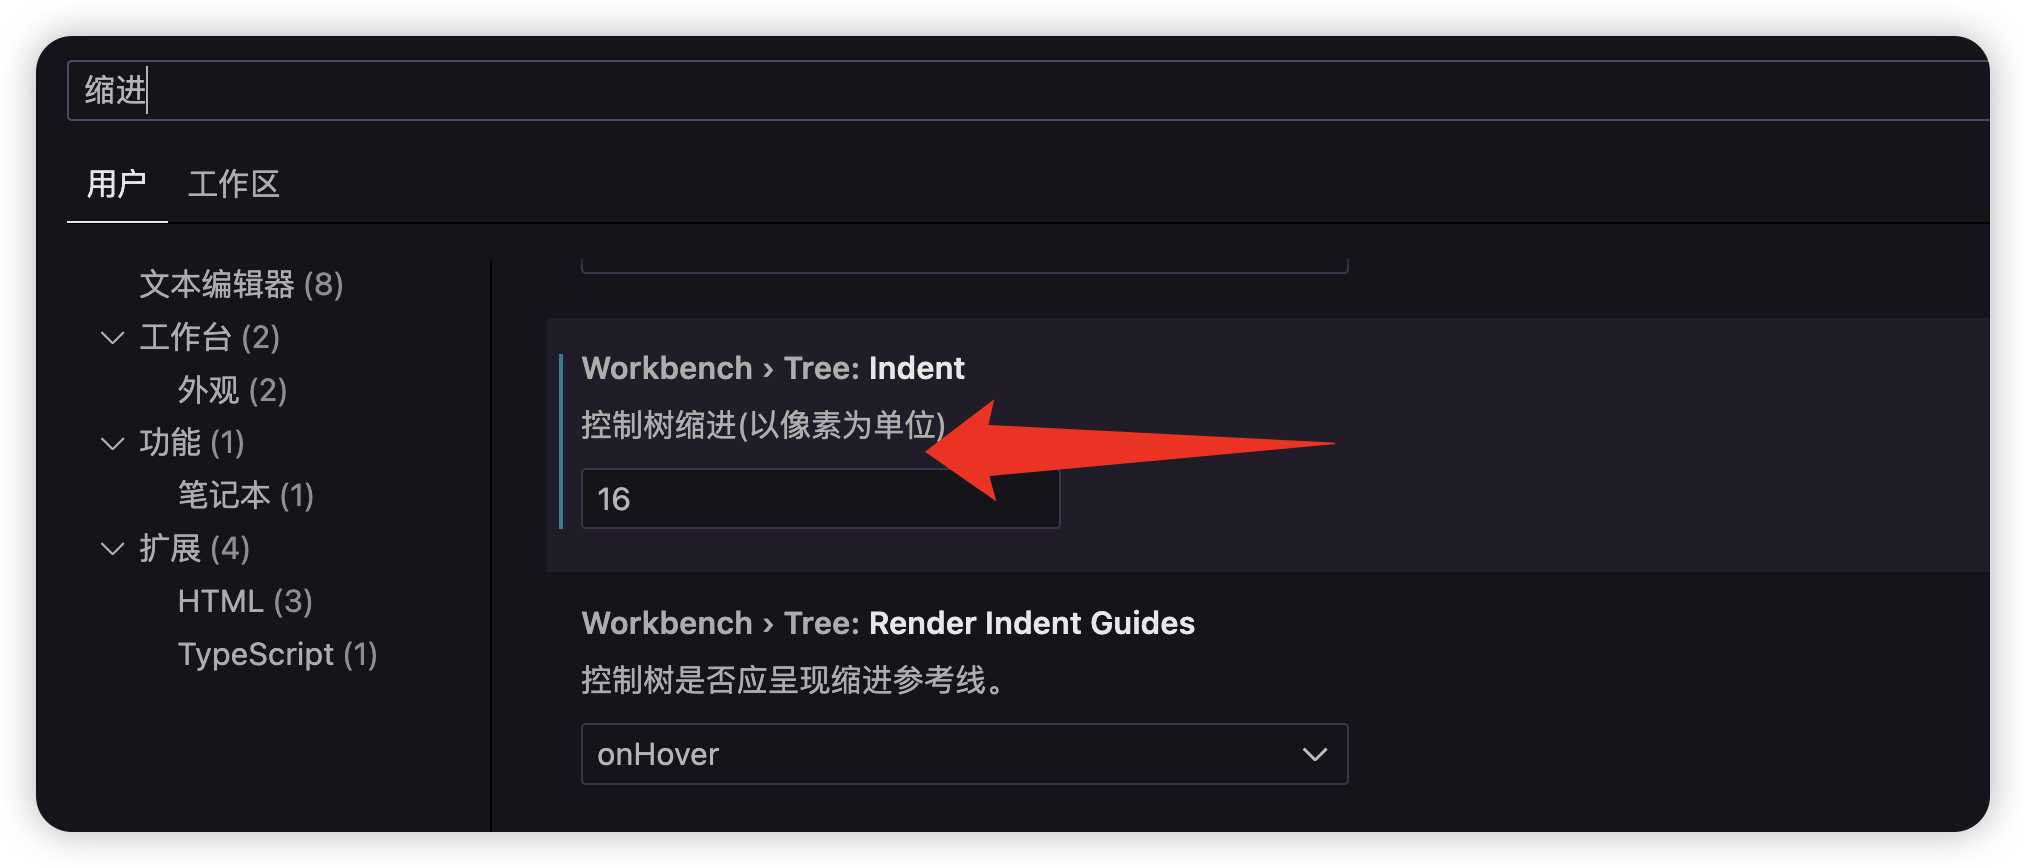 缩进
用户 工作区
文本编辑器 (8)
工作台 (2)
外观 (2)
功能 (1)
笔记本 (1)
扩展 (4)
HTML (3)
TypeScript (1)
Workbench › Tree: Indent
控制树缩进(以像素为单位)
16
Workbench › Tree: Render Indent Guides
控制树是否应呈现缩进参考线。
onHover